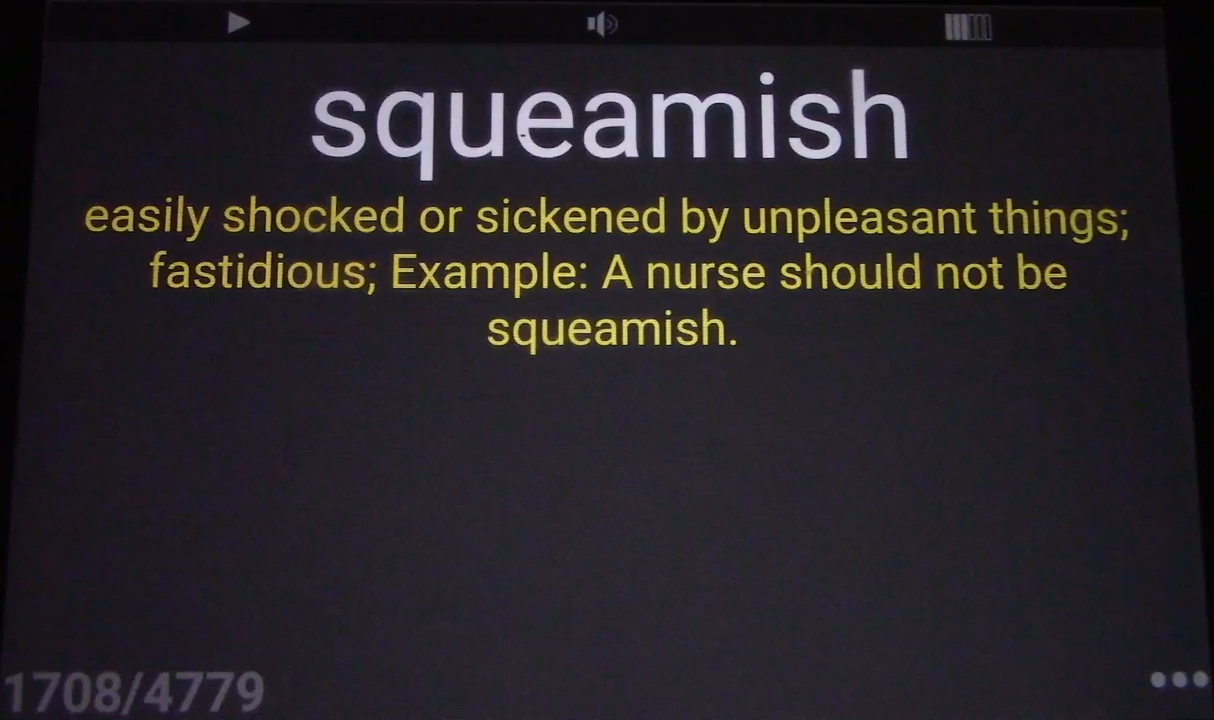 squeamish
easily shocked or sickened by unpleasant things;
fastidious; Example: A nurse should not be
squeamish.
1708/4779